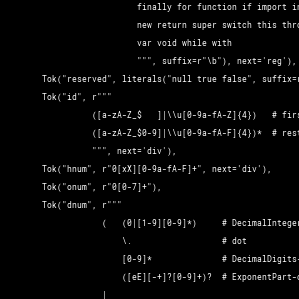 finally for function if import in
new return super switch this thro
var void while with
""", suffix=r"\b"), next='reg'),
Tok("reserved", literals("null true false", suffix=
Tok("id", r"""
([a-zA-Z_$   ]|\\u[0-9a-fA-Z]{4})   # firs
([a-zA-Z_$0-9]|\\u[0-9a-fA-F]{4})*  # rest
""", next='div'),
Tok("hnum", r"0[xX][0-9a-fA-F]+", next='div'),
Tok("onum", r"0[0-7]+"),
Tok("dnum", r"""
(   (0|[1-9][0-9]*)     # DecimalInteger
\.                  # dot
[0-9]*              # DecimalDigits-
([eE][-+]?[0-9]+)?  # ExponentPart-o
|